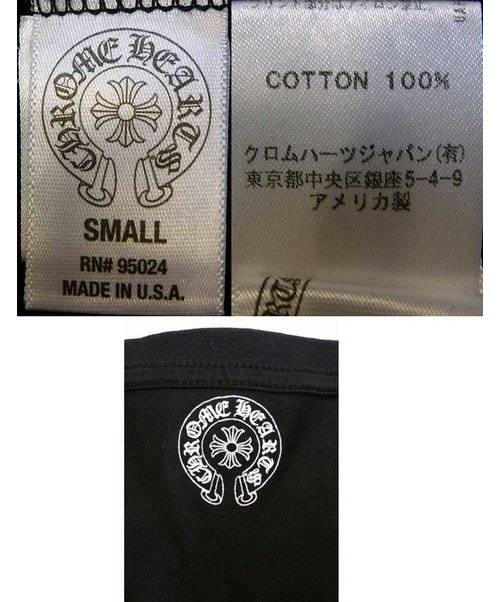 CHROME HEARTS
SMALL
RN# 95024
MADE IN U.S.A.
UA
COTTON 100%
クロムハーツジャパン(有)
東京都中央区銀座5-4-9
アメリカ製
CHROME HEARTS